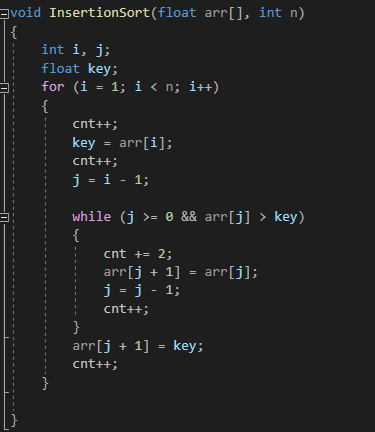 void InsertionSort(float arr[], int n)
{
    int i, j;
    float key;
    for (i = 1; i < n; i++)
    {
        cnt++;
        key = arr[i];
        cnt++;
        j = i - 1;

        while (j >= 0 && arr[j] > key)
        {
            cnt += 2;
            arr[j + 1] = arr[j];
            j = j - 1;
            cnt++;
        }
        arr[j + 1] = key;
        cnt++;
    }

}